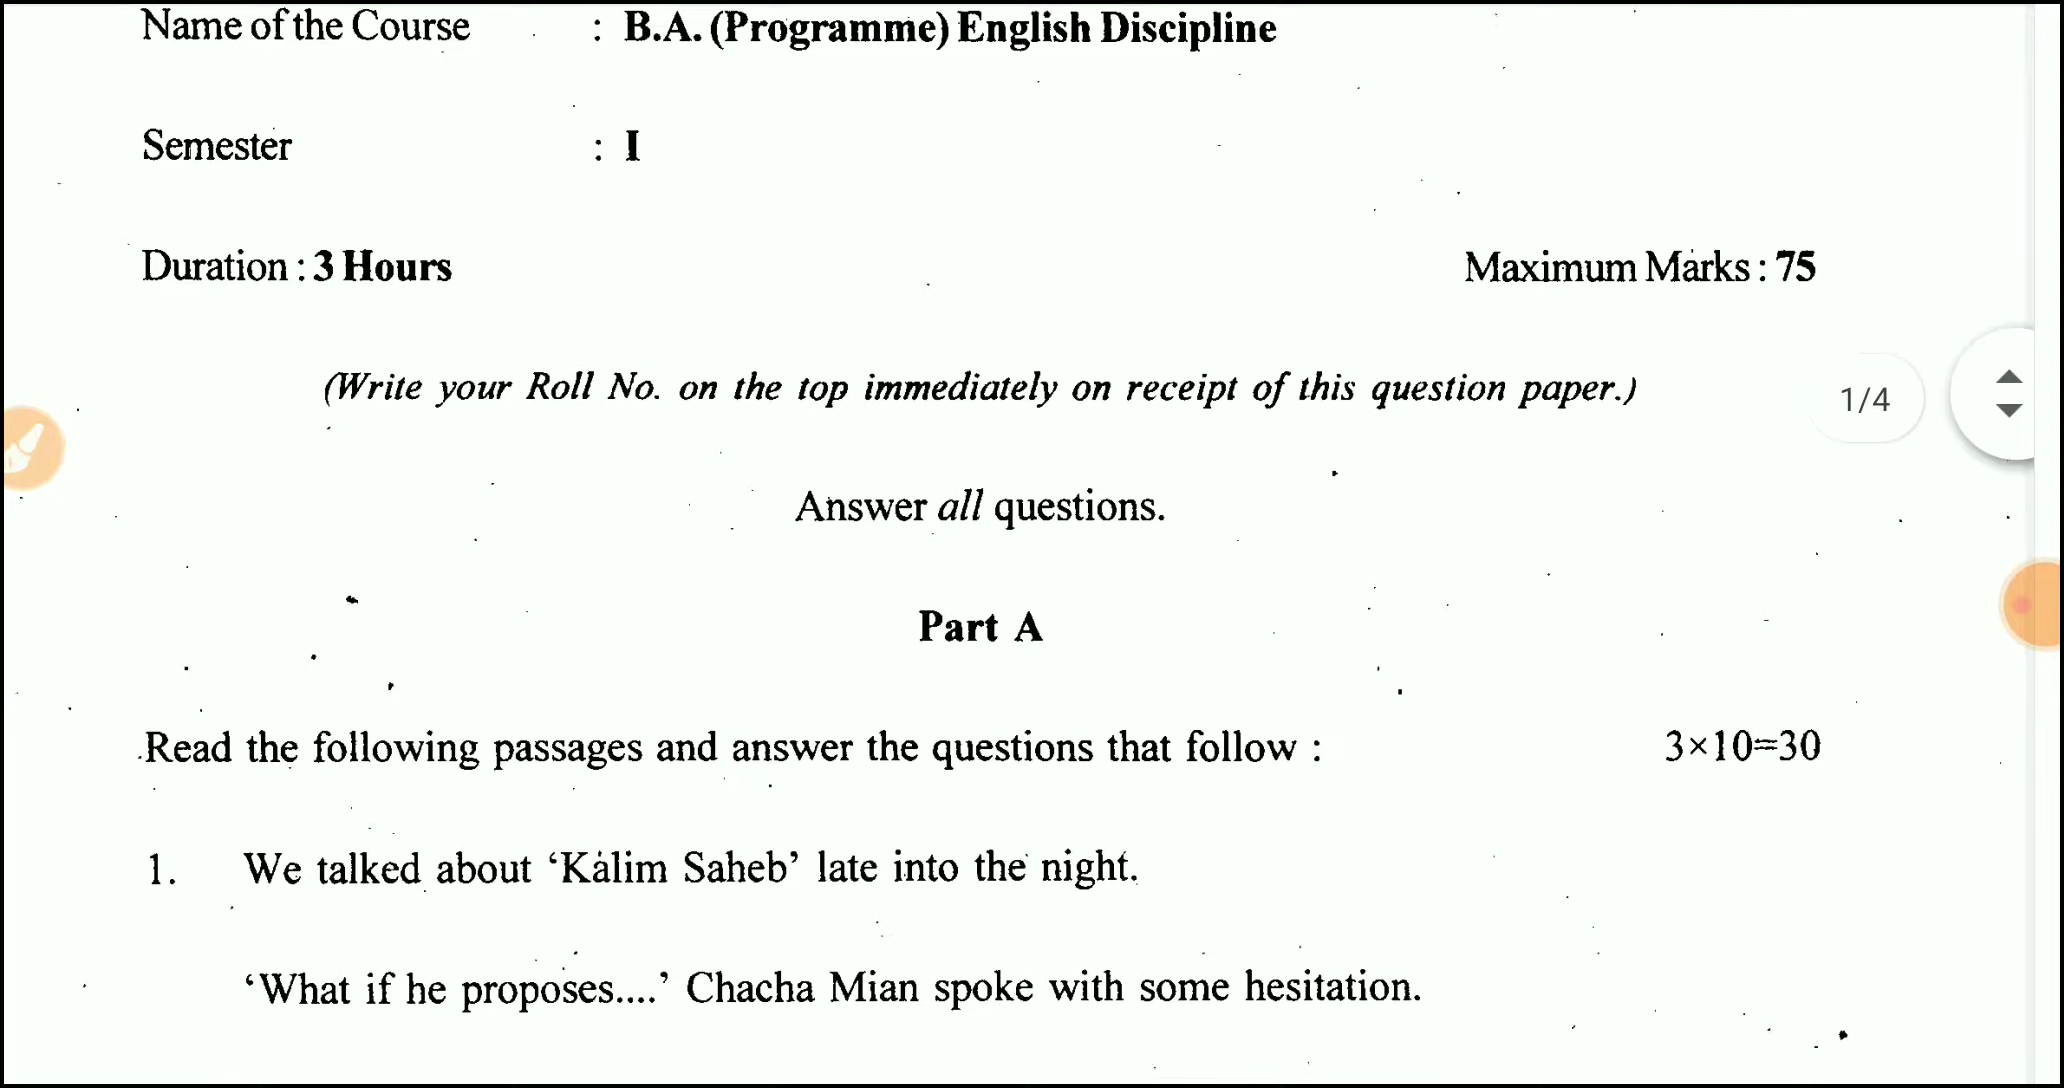 Name of the Course : B.A. (Programme) English Discipline
Semester : I
Duration : 3 Hours Maximum Marks : 75
(Write your Roll No. on the top immediately on receipt of this question paper.)
1/4
Answer all questions.
Part A
Read the following passages and answer the questions that follow : 3×10=30
1. We talked about ‘Kalim Saheb’ late into the night.
‘What if he proposes....’ Chacha Mian spoke with some hesitation.